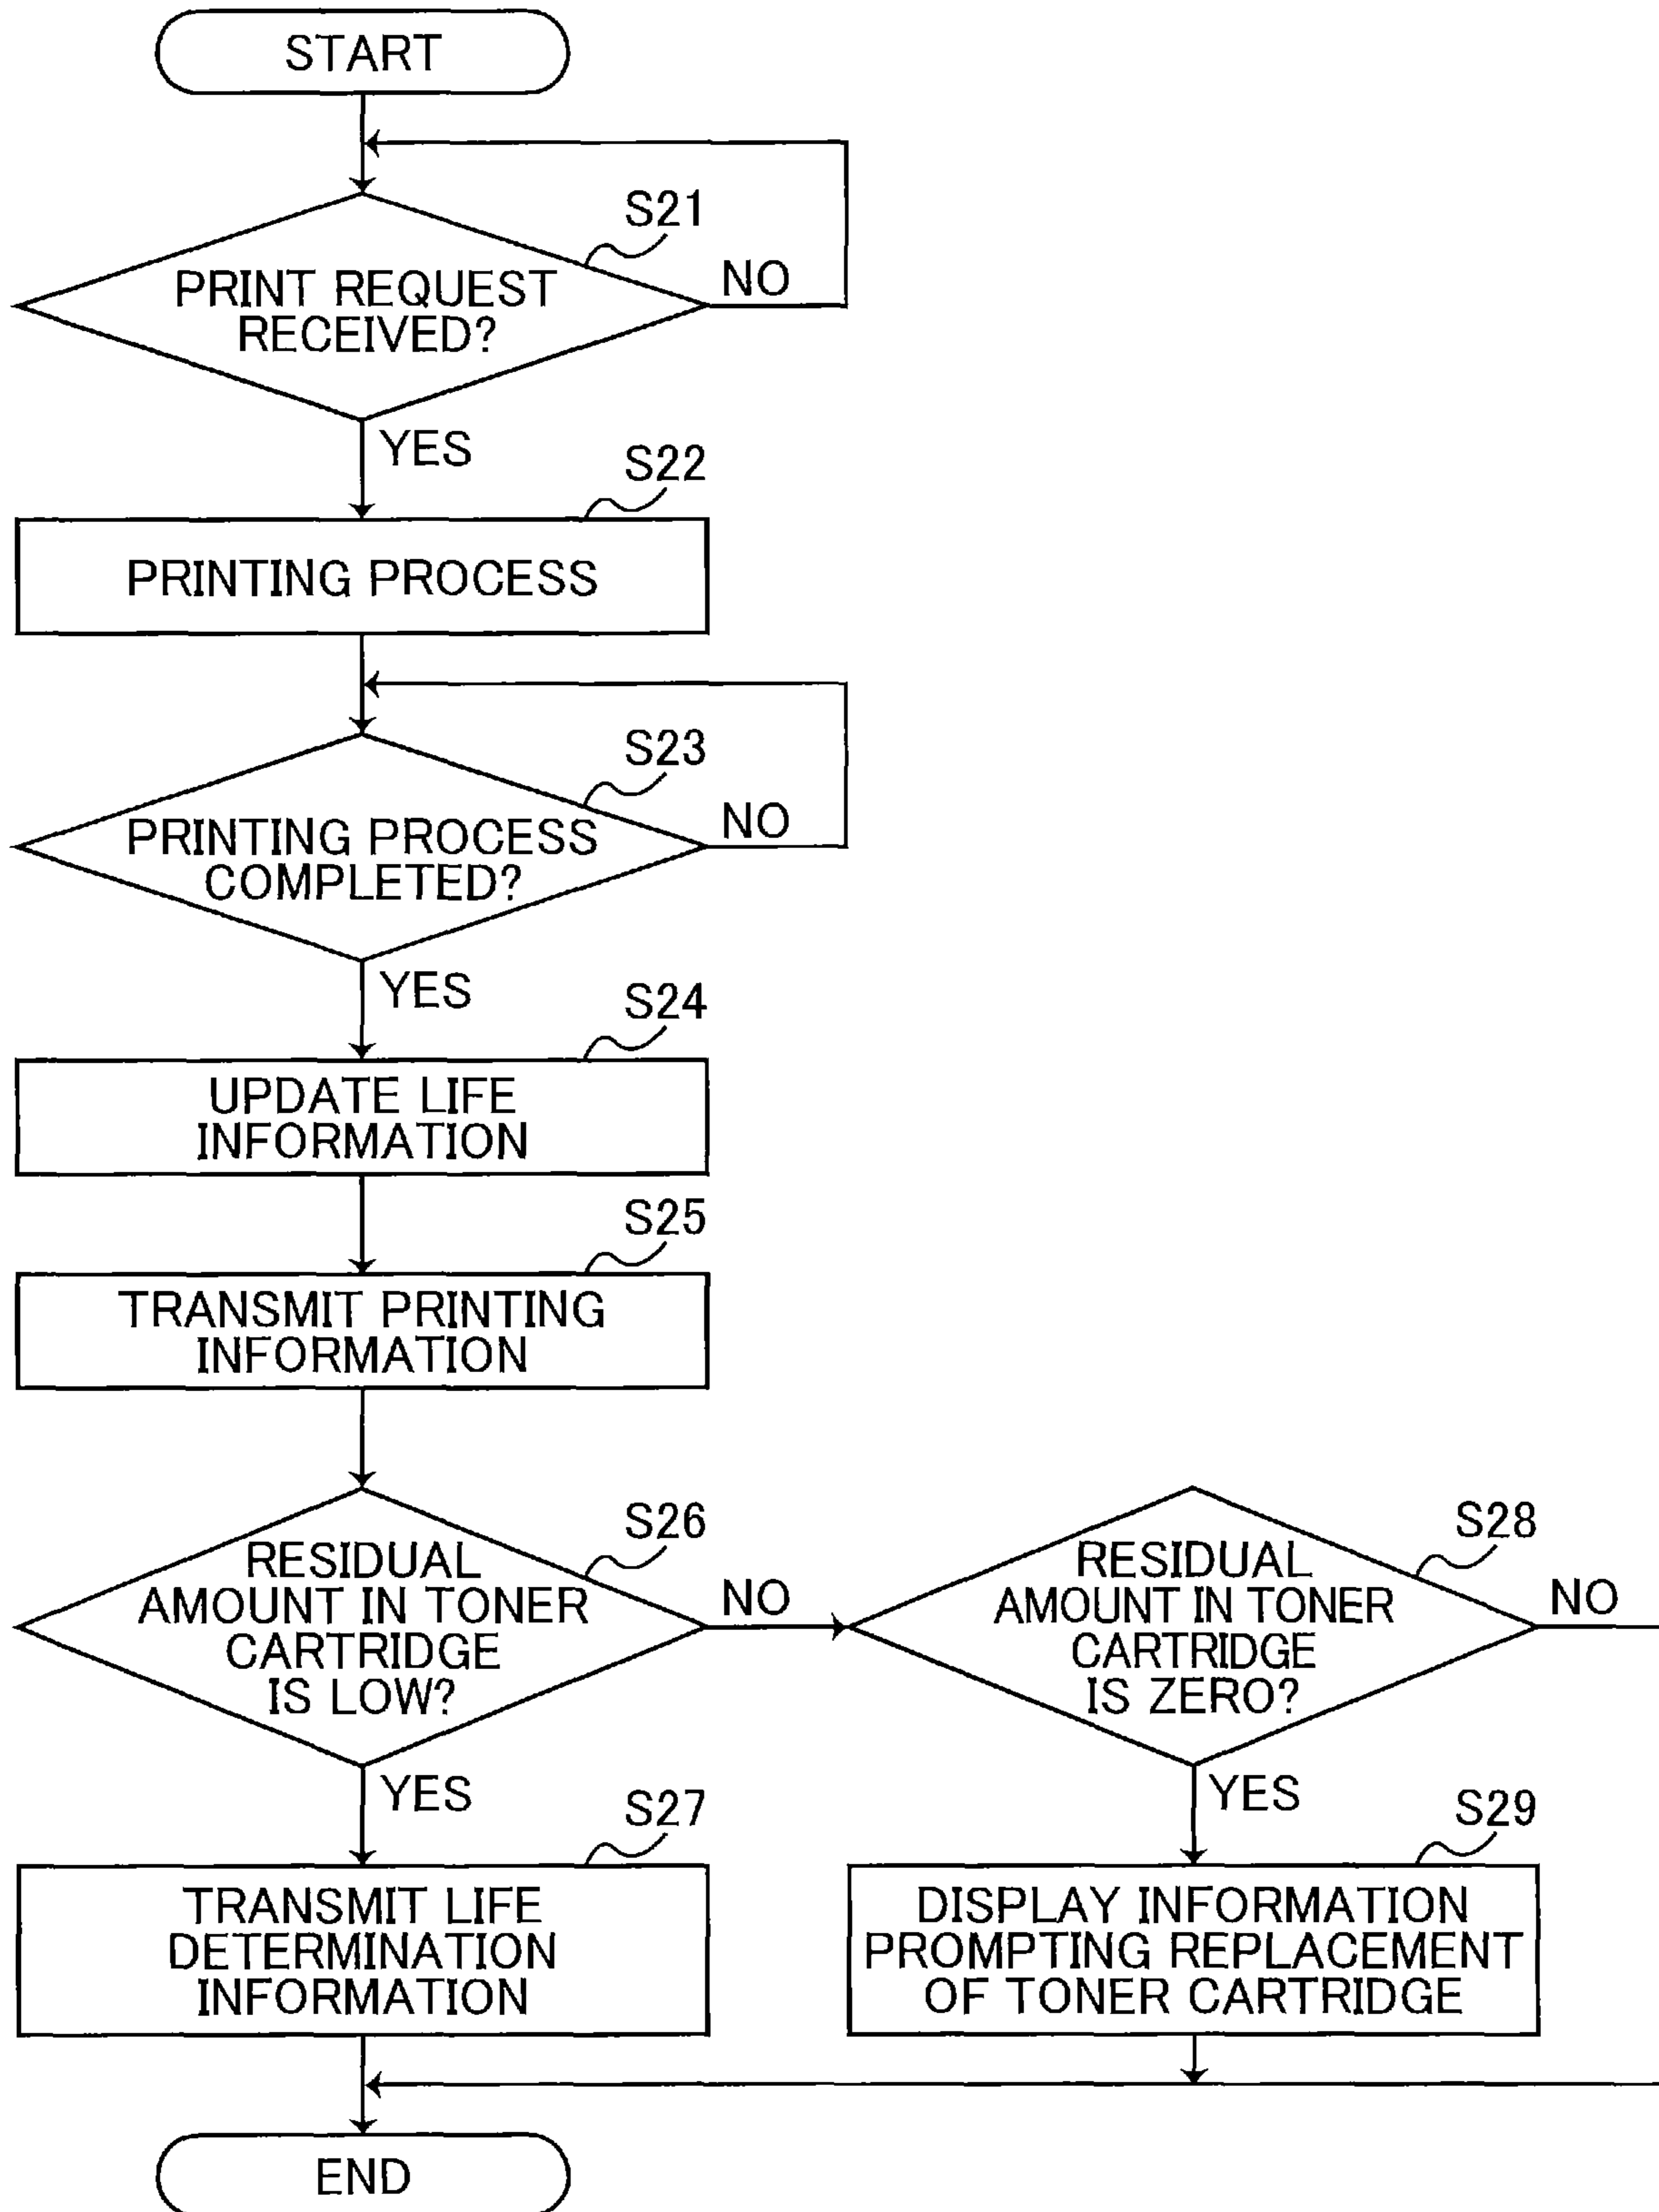 START
S21
PRINT REQUEST
RECEIVED?
NO
YES
S22
PRINTING PROCESS
S23
PRINTING PROCESS
COMPLETED?
NO
YES
S24
UPDATE LIFE
INFORMATION
S25
TRANSMIT PRINTING
INFORMATION
S26
RESIDUAL
AMOUNT IN TONER
CARTRIDGE
IS LOW?
NO
YES
S28
RESIDUAL
AMOUNT IN TONER
CARTRIDGE
IS ZERO?
NO
YES
S27
TRANSMIT LIFE
DETERMINATION
INFORMATION
S29
DISPLAY INFORMATION
PROMPTING REPLACEMENT
OF TONER CARTRIDGE
END